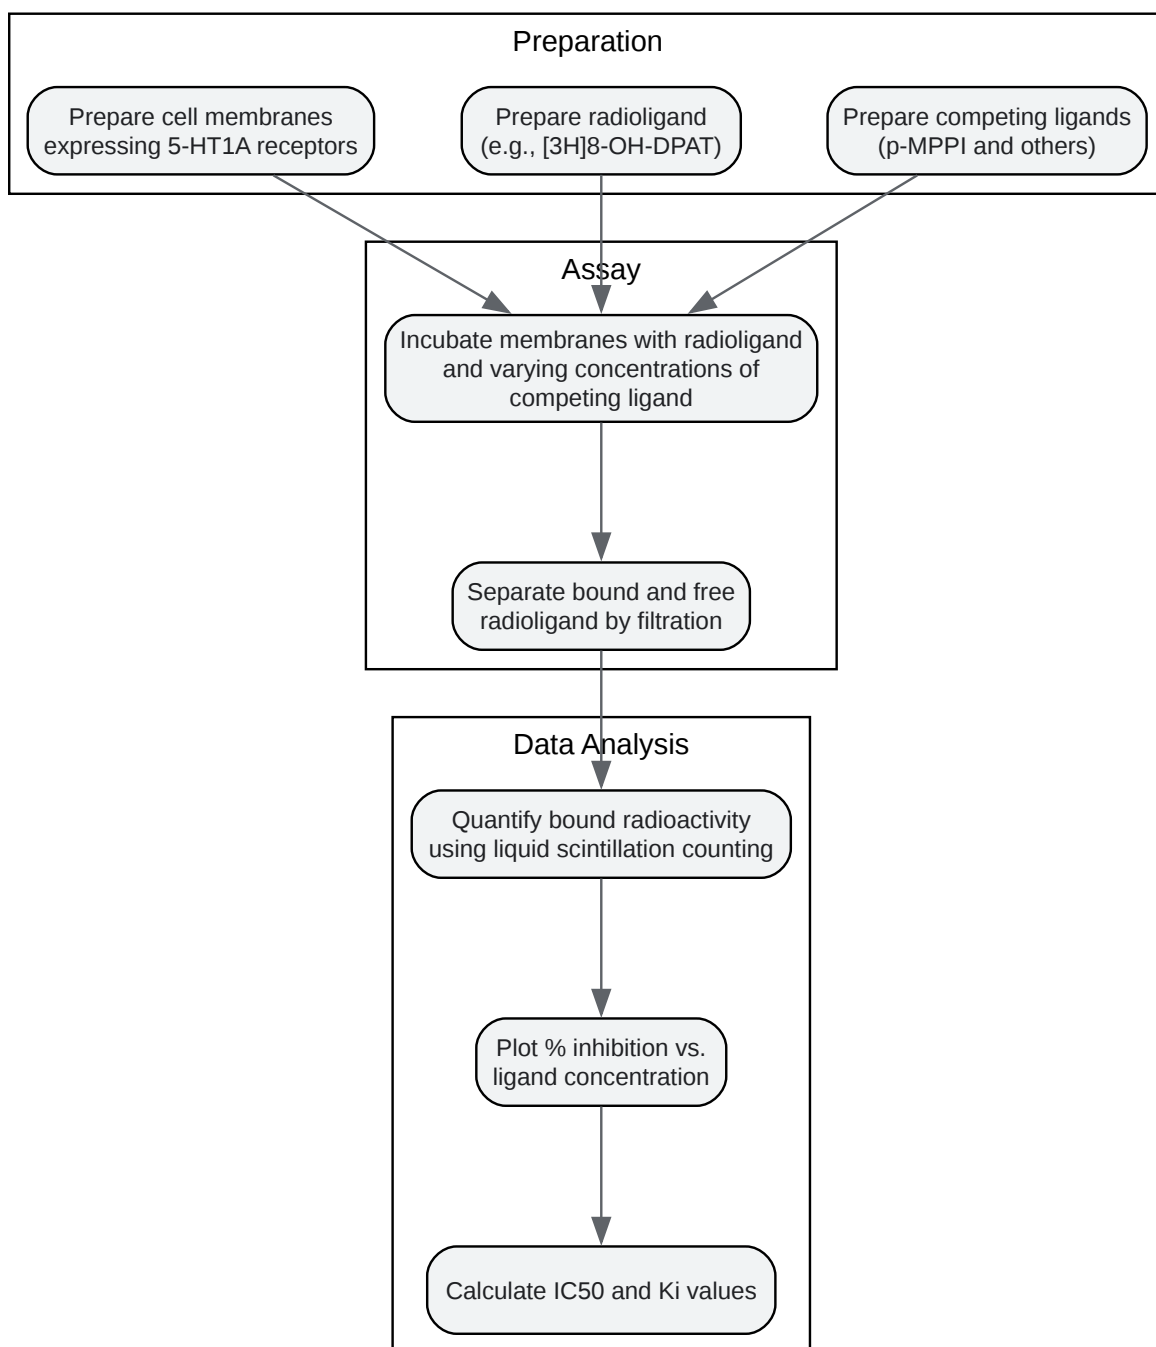 Preparation
Prepare cell membranes
expressing 5-HT1A receptors
Prepare radioligand
(e.g., [3H]8-OH-DPAT)
Prepare competing ligands
(p-MPPI and others)
Assay
Incubate membranes with radioligand
and varying concentrations of
competing ligand
Separate bound and free
radioligand by filtration
Data Analysis
Quantify bound radioactivity
using liquid scintillation counting
Plot % inhibition vs.
ligand concentration
Calculate IC50 and Ki values